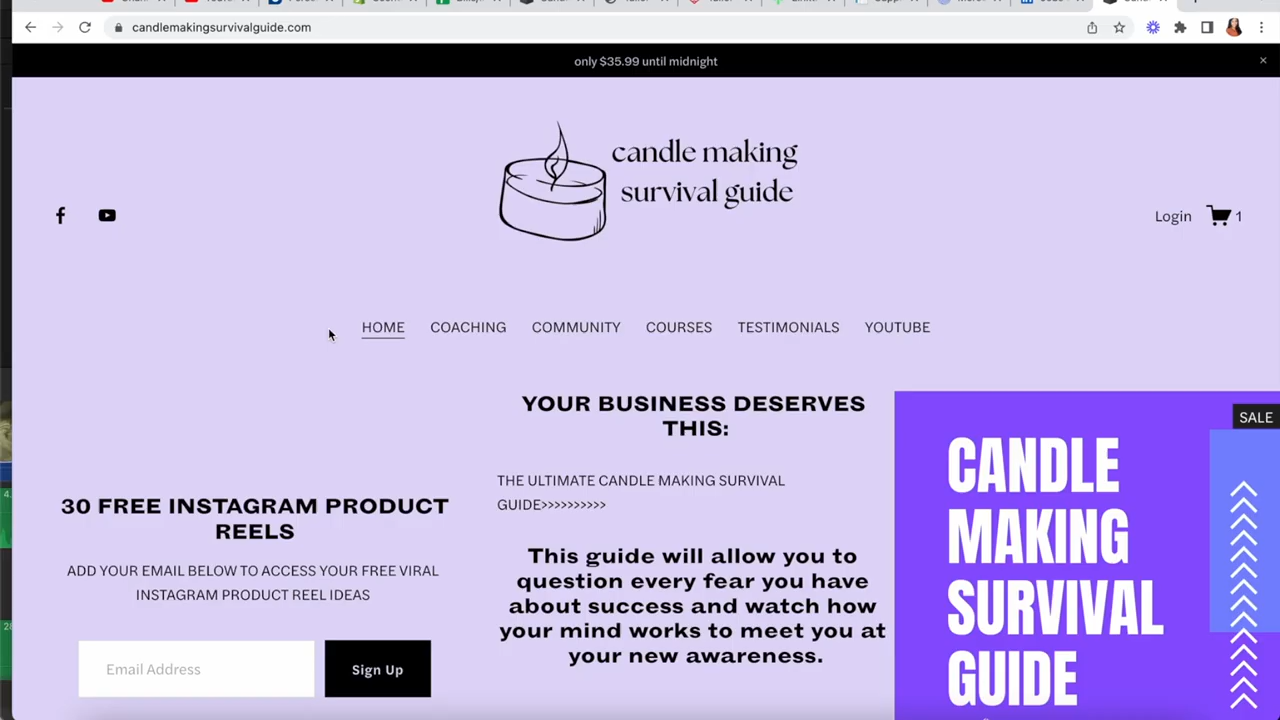 candlemakingsurvivalguide.com
only $35.99 until midnight
candle making
survival guide
Login
1
HOME
COACHING
COMMUNITY
COURSES
TESTIMONIALS
YOUTUBE
30 FREE INSTAGRAM PRODUCT
REELS
ADD YOUR EMAIL BELOW TO ACCESS YOUR FREE VIRAL
INSTAGRAM PRODUCT REEL IDEAS
Email Address
Sign Up
YOUR BUSINESS DESERVES
THIS:
THE ULTIMATE CANDLE MAKING SURVIVAL
GUIDE>>>>>>>>>>
This guide will allow you to
question every fear you have
about success and watch how
your mind works to meet you at
your new awareness.
SALE
CANDLE
MAKING
SURVIVAL
GUIDE